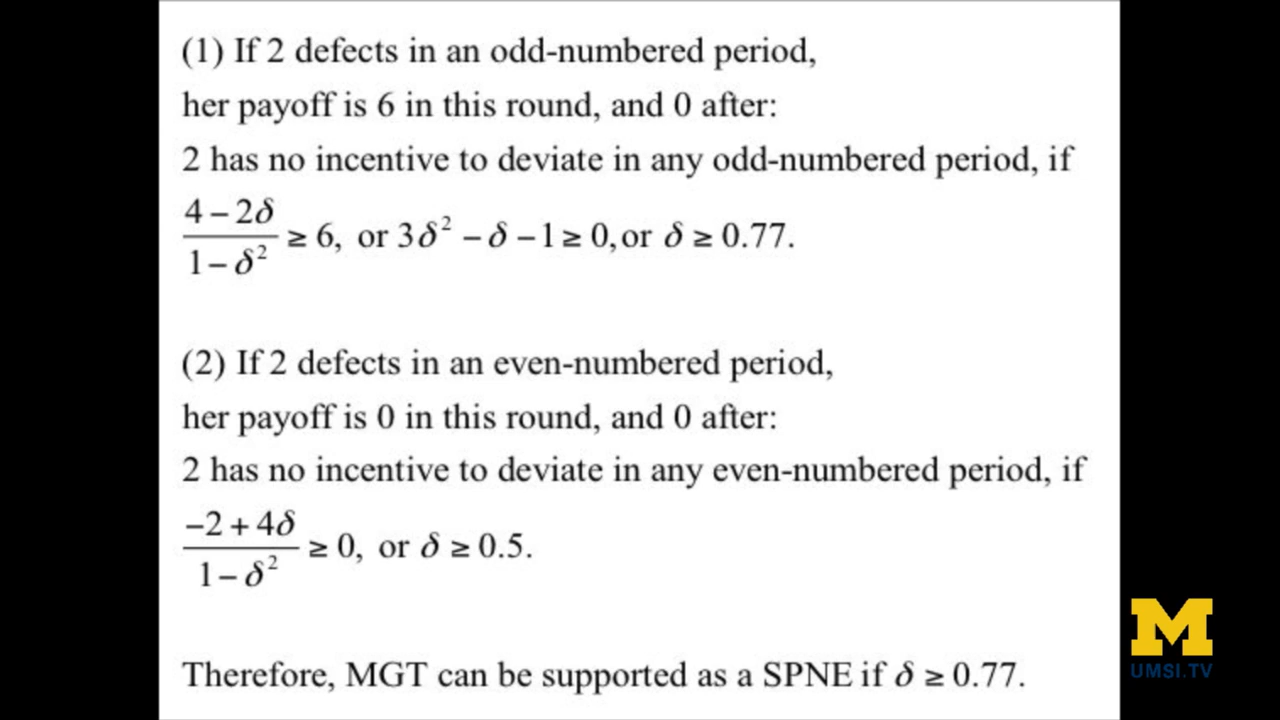 (1) If 2 defects in an odd-numbered period,
her payoff is 6 in this round, and 0 after:
2 has no incentive to deviate in any odd-numbered period, if
(4 – 2δ)/(1 – δ²) ≥ 6, or 3δ² – δ – 1 ≥ 0, or δ ≥ 0.77.
(2) If 2 defects in an even-numbered period,
her payoff is 0 in this round, and 0 after:
2 has no incentive to deviate in any even-numbered period, if
(–2 + 4δ)/(1 – δ²) ≥ 0, or δ ≥ 0.5.
Therefore, MGT can be supported as a SPNE if δ ≥ 0.77.
M
UMSI.TV